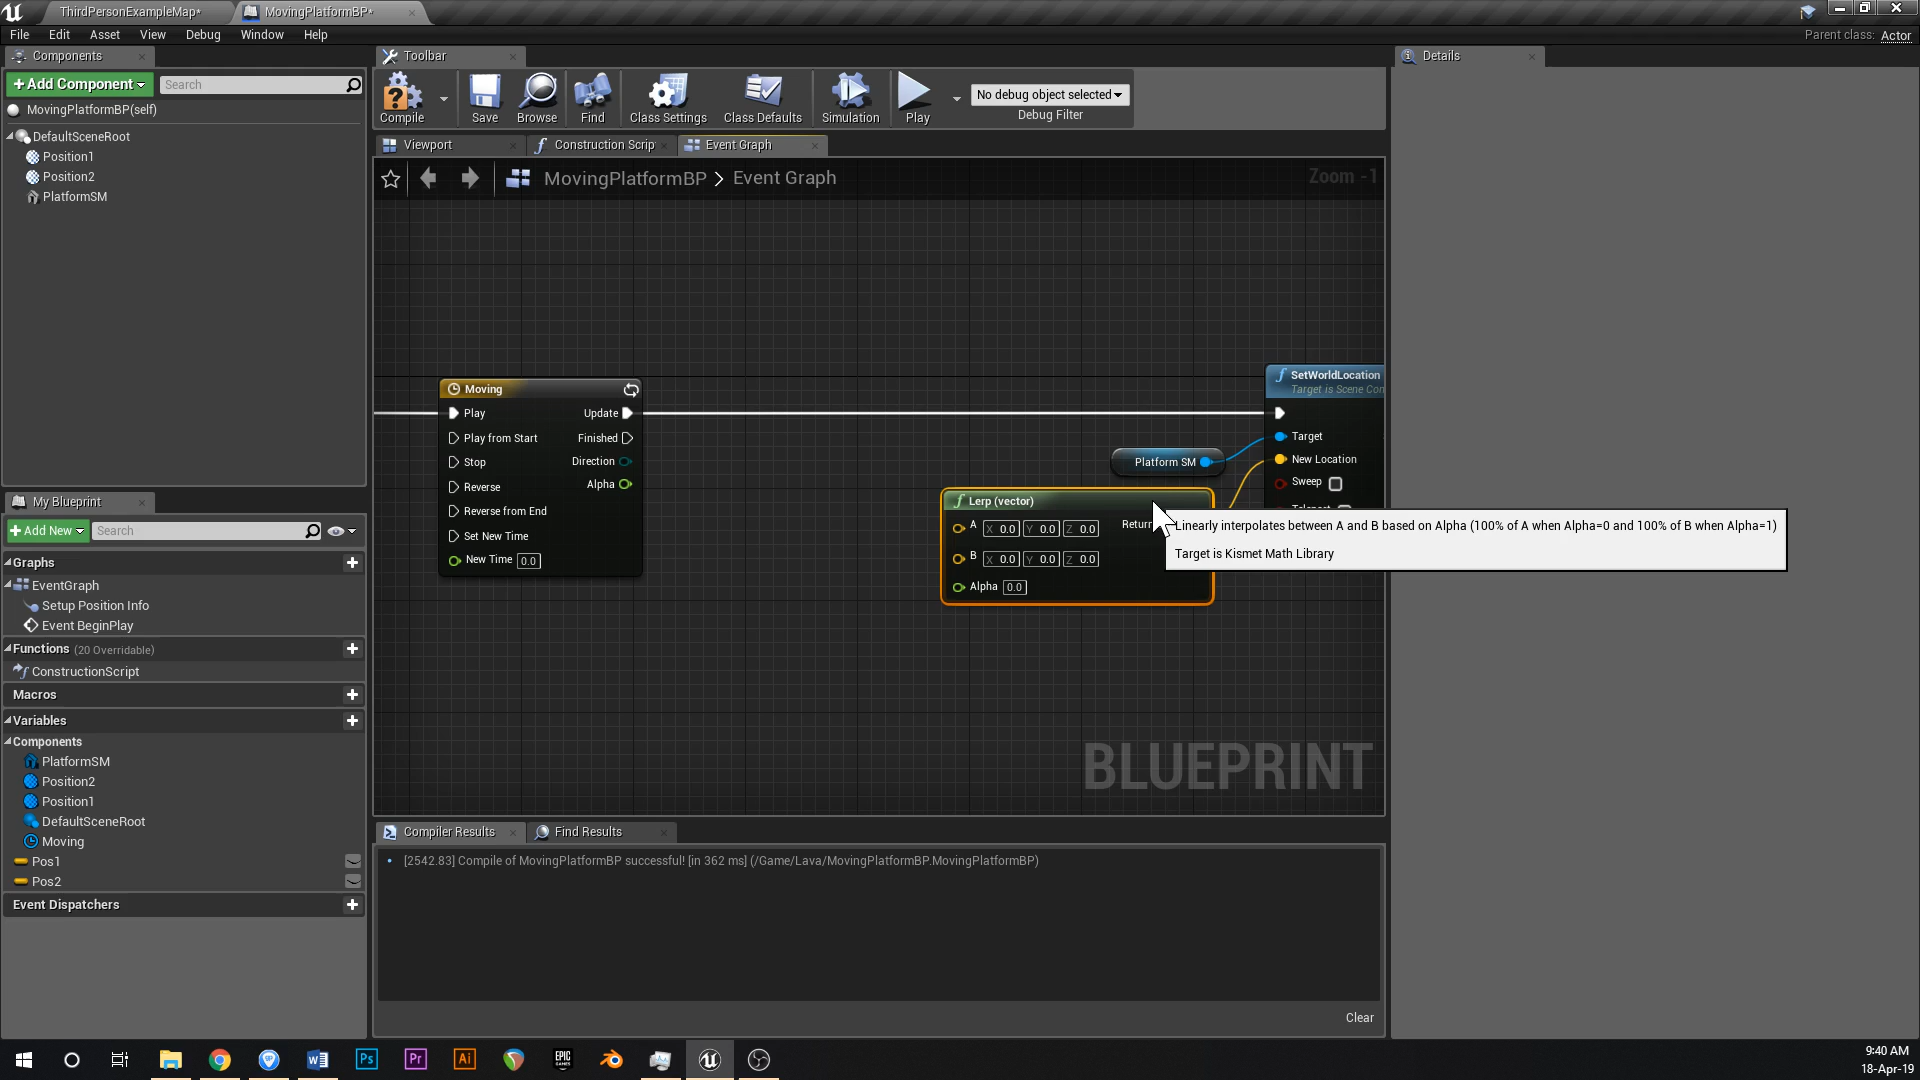 ThirdPersonExampleMap*
MovingPlatformBP*
File Edit Asset View Debug Window Help
Parent class: Actor
Components
+ Add Component
Search
MovingPlatformBP(self)
DefaultSceneRoot
Position1
Position2
PlatformSM
Toolbar
Compile
Save
Browse
Find
Class Settings
Class Defaults
Simulation
Play
No debug object selected
Debug Filter
Details
Viewport
Construction Scrip
Event Graph
MovingPlatformBP > Event Graph
Zoom -1
Moving
Play
Update
Play from Start
Finished
Stop
Direction
Reverse
Alpha
Reverse from End
Set New Time
New Time 0.0
Platform SM
SetWorldLocation
Target is Scene Con
Target
New Location
Sweep
Lerp (vector)
A X 0.0 Y 0.0 Z 0.0
Return
B X 0.0 Y 0.0 Z 0.0
Alpha 0.0
Linearly interpolates between A and B based on Alpha (100% of A when Alpha=0 and 100% of B when Alpha=1)
Target is Kismet Math Library
BLUEPRINT
My Blueprint
+ Add New
Search
Graphs
EventGraph
Setup Position Info
Event BeginPlay
Functions (20 Overridable)
ConstructionScript
Macros
Variables
Components
PlatformSM
Position2
Position1
DefaultSceneRoot
Moving
Pos1
Pos2
Event Dispatchers
Compiler Results
Find Results
[2542.83] Compile of MovingPlatformBP successful! [in 362 ms] (/Game/Lava/MovingPlatformBP.MovingPlatformBP)
Clear
Ps
Pr
Ai
EPIC
GAMES
9:40 AM
18-Apr-19